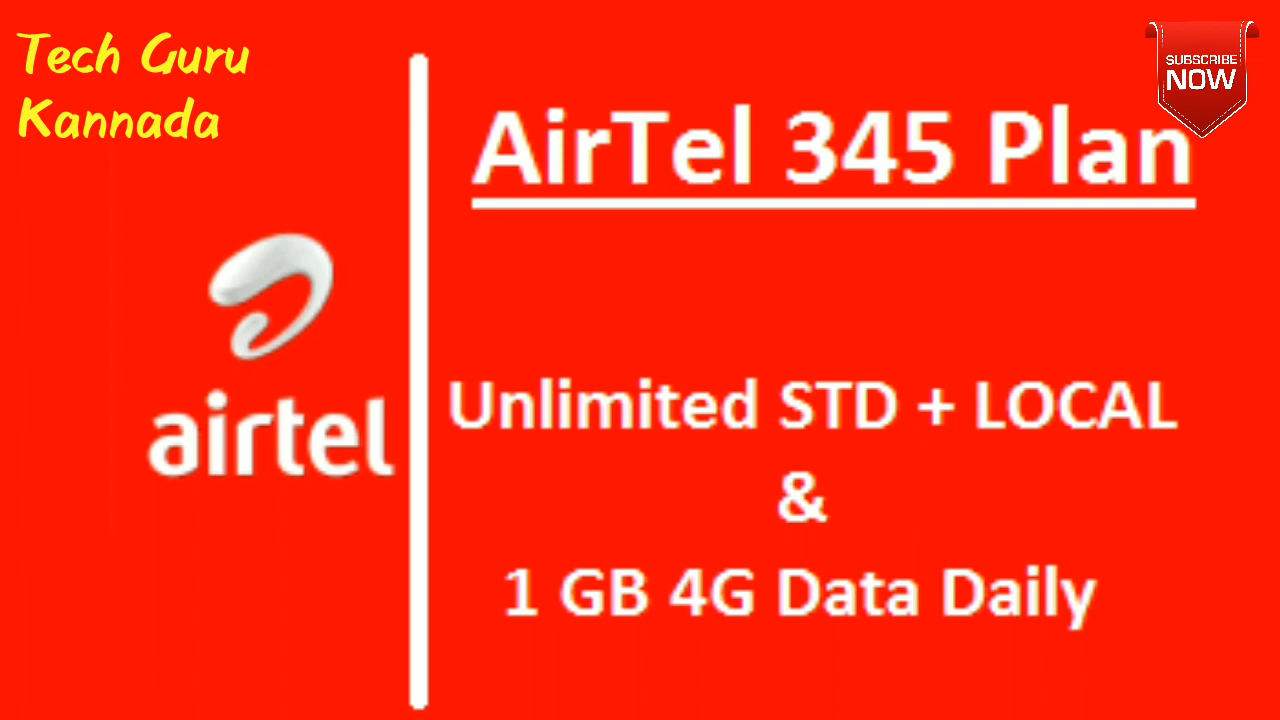 Tech Guru
Kannada
SUBSCRIBE
NOW
AirTel 345 Plan
airtel
Unlimited STD + LOCAL
&
1 GB 4G Data Daily